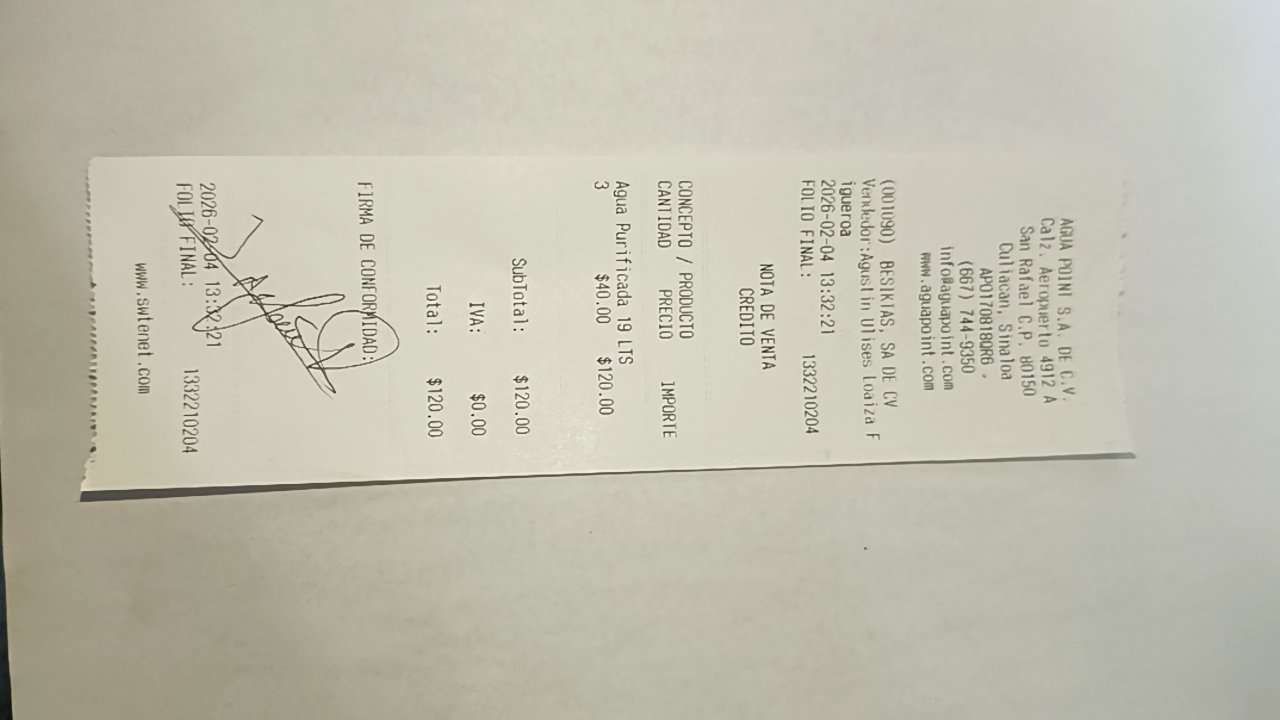 AGUA POINT S.A. DE C.V.
Calz. Aeropuerto 4912 A
San Rafael C.P. 80150
Culiacan, Sinaloa
APO170818QR6 .
(667) 744-9350
info@aguapoint.com
www.aguapoint.com
(001090) BESIKTAS, SA DE CV
Vendedor:Agustin Ulises Loaiza F
igueroa
2026-02-04 13:32:21
FOLIO FINAL: 1332210204
NOTA DE VENTA
CREDITO
CONCEPTO / PRODUCTO
CANTIDAD PRECIO IMPORTE
Agua Purificada 19 LTS
3 $40.00 $120.00
SubTotal: $120.00
IVA: $0.00
Total: $120.00
FIRMA DE CONFORMIDAD:
2026-02-04 13:32:21
FOLIO FINAL: 1332210204
www.swtenet.com